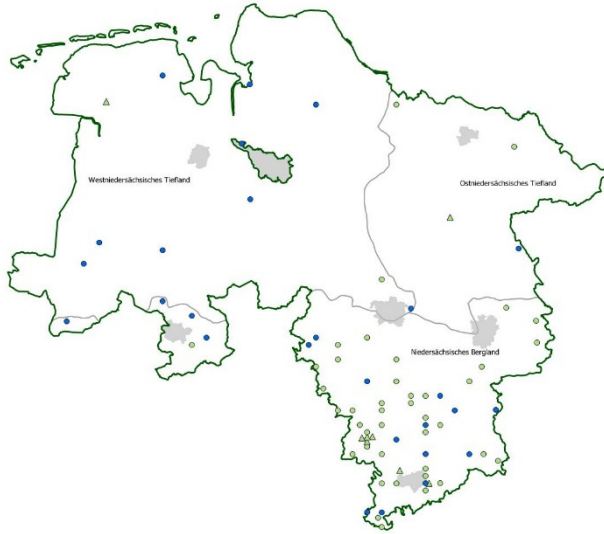 Westniedersächsisches Tiefland
Ostniedersächsisches Tiefland
Niedersächsisches Bergland